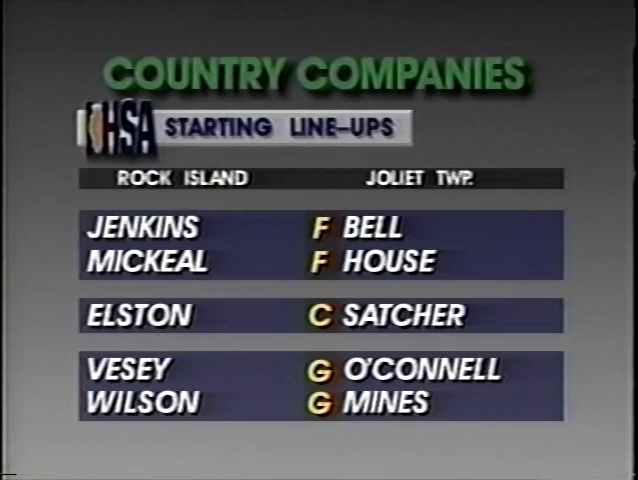 COUNTRY COMPANIES
IHSA STARTING LINE-UPS
ROCK ISLAND JOLIET TWP.
JENKINS F BELL
MICKEAL F HOUSE
ELSTON C SATCHER
VESEY G O'CONNELL
WILSON G MINES